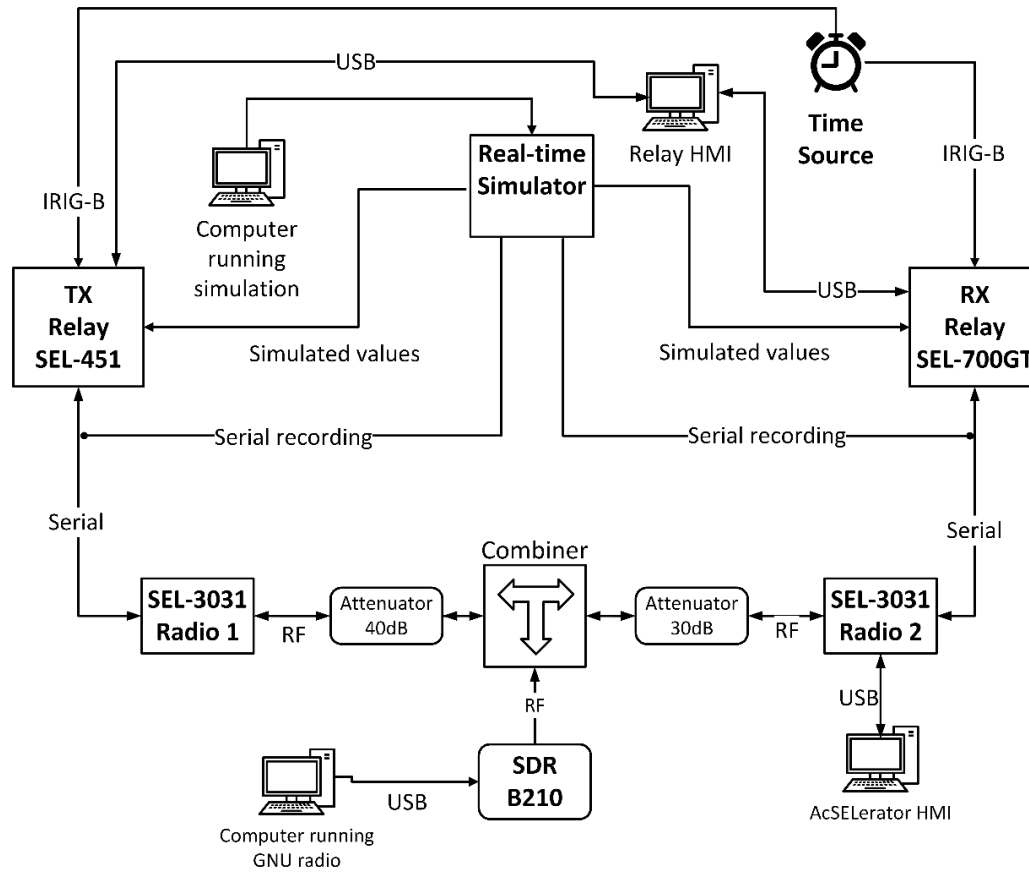 USB
Time
Source
Real-time
Simulator
Relay HMI
IRIG-B
IRIG-B
Computer
running
simulation
TX
Relay
SEL-451
USB
RX
Relay
SEL-700GT
Simulated values
Simulated values
Serial recording
Serial recording
Serial
Serial
Combiner
SEL-3031
Radio 1
RF
Attenuator
40dB
Attenuator
30dB
RF
SEL-3031
Radio 2
RF
USB
SDR
B210
USB
AcSELerator HMI
Computer running
GNU radio